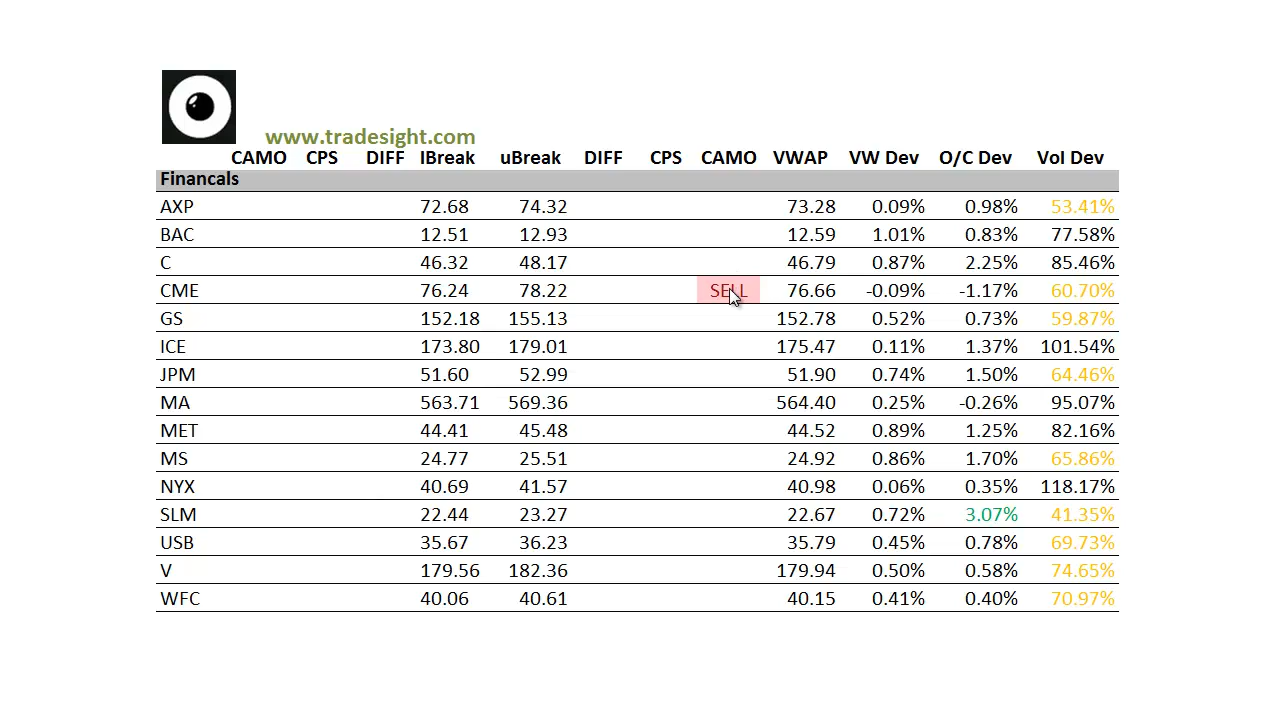 www.tradesight.com
CAMO CPS DIFF lBreak uBreak DIFF CPS CAMO VWAP VW Dev O/C Dev Vol Dev
Financals
AXP 72.68 74.32 73.28 0.09% 0.98% 53.41%
BAC 12.51 12.93 12.59 1.01% 0.83% 77.58%
C 46.32 48.17 46.79 0.87% 2.25% 85.46%
CME 76.24 78.22 SELL 76.66 -0.09% -1.17% 60.70%
GS 152.18 155.13 152.78 0.52% 0.73% 59.87%
ICE 173.80 179.01 175.47 0.11% 1.37% 101.54%
JPM 51.60 52.99 51.90 0.74% 1.50% 64.46%
MA 563.71 569.36 564.40 0.25% -0.26% 95.07%
MET 44.41 45.48 44.52 0.89% 1.25% 82.16%
MS 24.77 25.51 24.92 0.86% 1.70% 65.86%
NYX 40.69 41.57 40.98 0.06% 0.35% 118.17%
SLM 22.44 23.27 22.67 0.72% 3.07% 41.35%
USB 35.67 36.23 35.79 0.45% 0.78% 69.73%
V 179.56 182.36 179.94 0.50% 0.58% 74.65%
WFC 40.06 40.61 40.15 0.41% 0.40% 70.97%